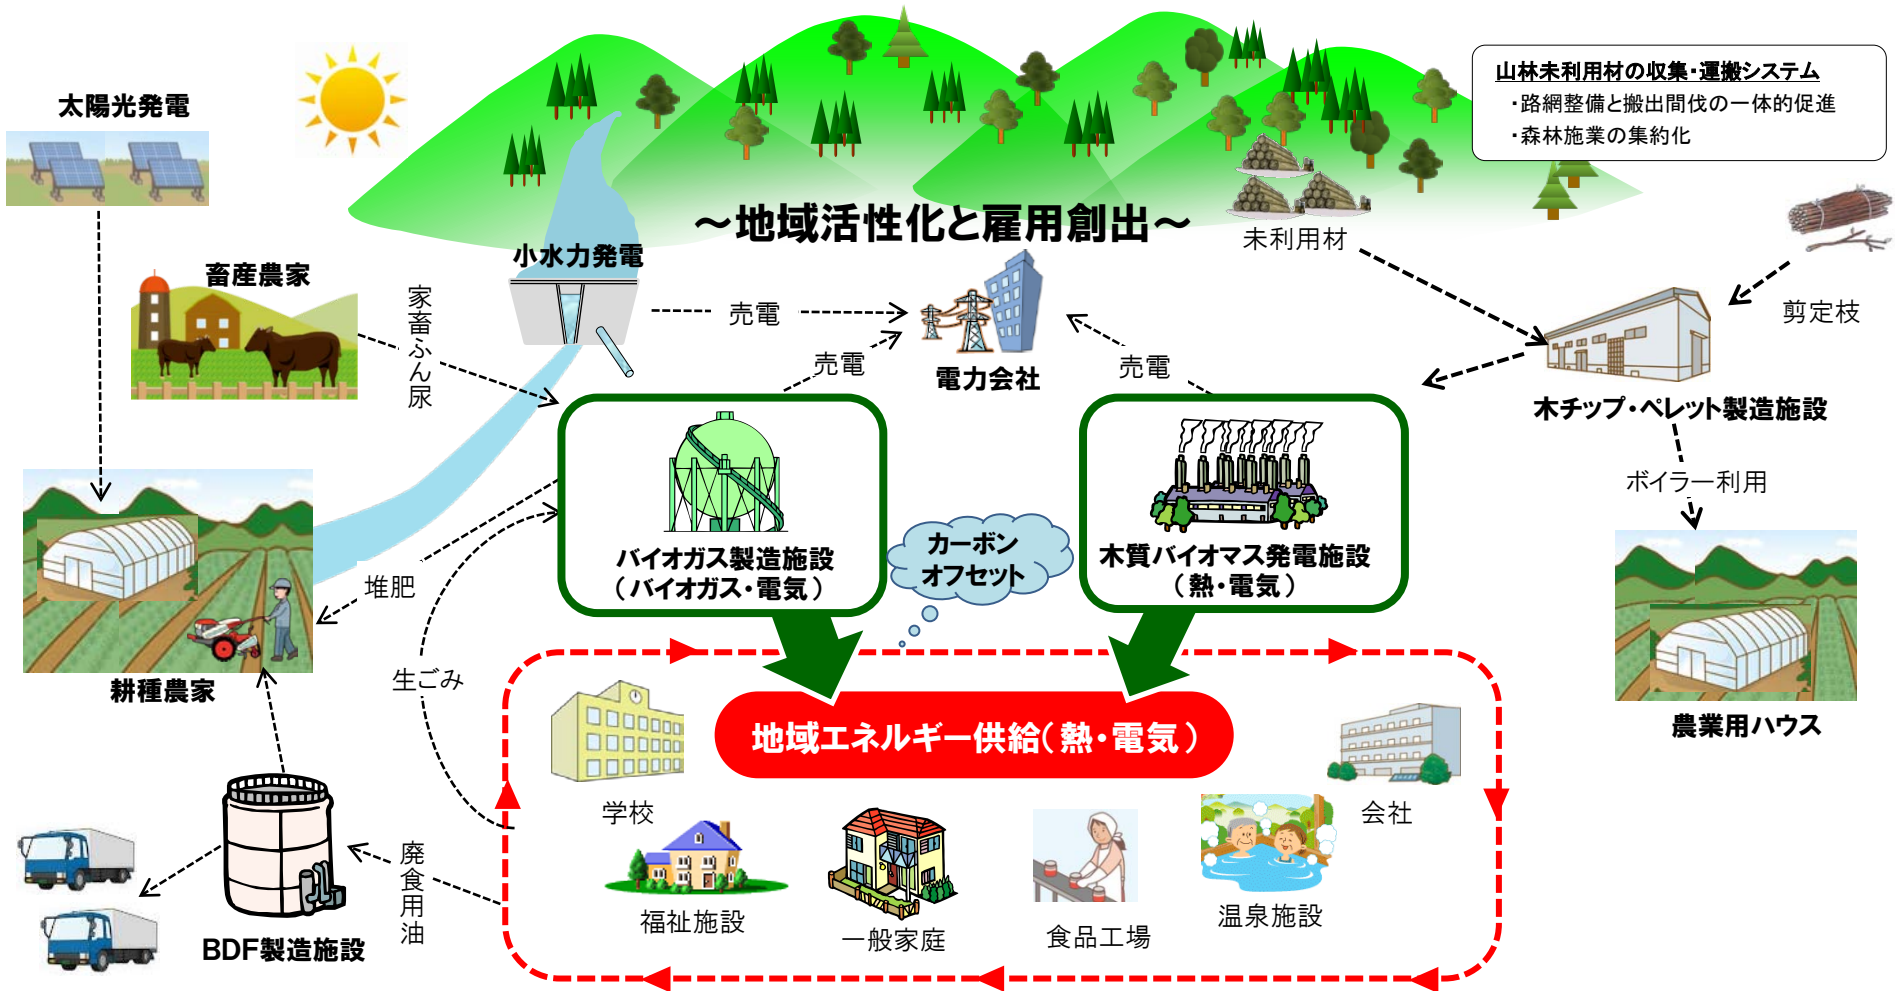 山林未利用材の収集・運搬システム
・路網整備と搬出間伐の一体的促進
・森林施業の集約化
太陽光発電
～地域活性化と雇用創出～
小水力発電
未利用材
畜産農家
家畜ふん尿
売電
売電
売電
電力会社
剪定枝
木チップ・ペレット製造施設
ボイラー利用
バイオガス製造施設
（バイオガス・電気）
カーボン
オフセット
木質バイオマス発電施設
（熱・電気）
堆肥
生ごみ
耕種農家
農業用ハウス
地域エネルギー供給（熱・電気）
学校
会社
福祉施設
一般家庭
食品工場
温泉施設
廃食用油
BDF製造施設